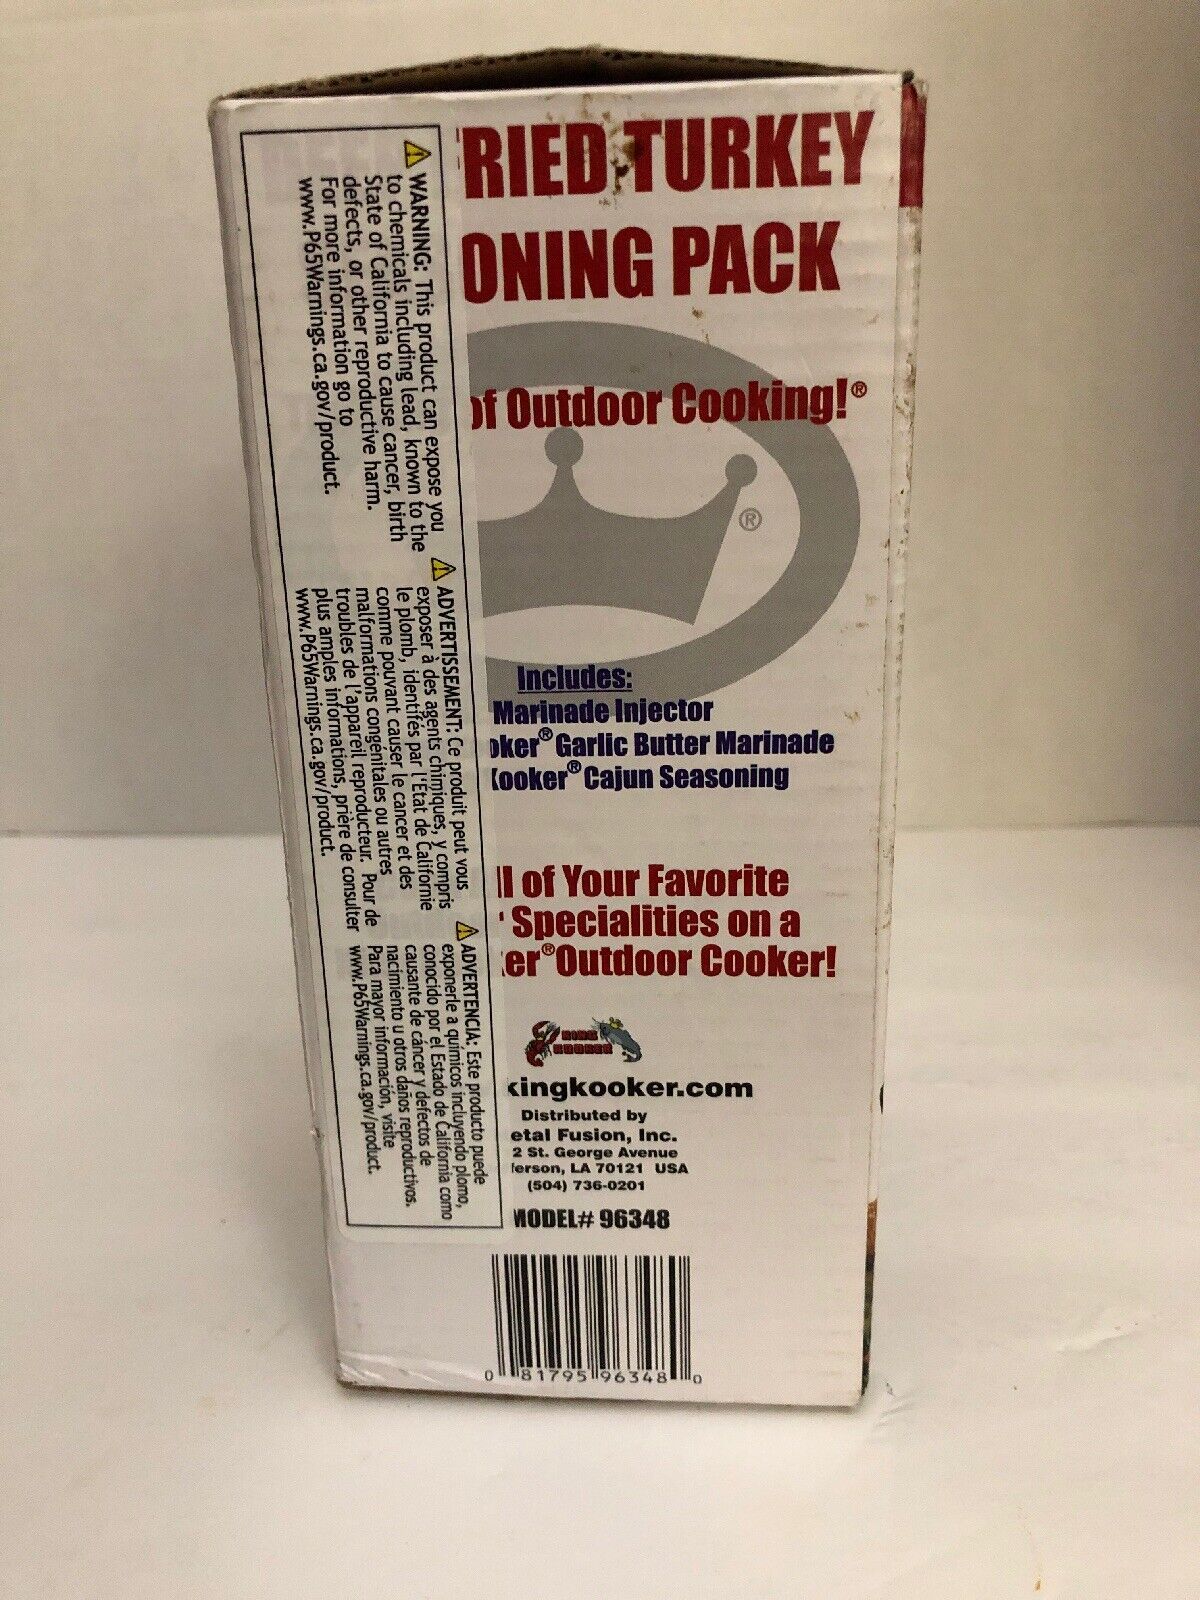 RIED TURKEY
ONING PACK
of Outdoor Cooking!®
®
Includes:
Marinade Injector
oker® Garlic Butter Marinade
Kooker® Cajun Seasoning
ll of Your Favorite
Specialities on a
er® Outdoor Cooker!
KING
KOOKER
kingkooker.com
Distributed by
etal Fusion, Inc.
2 St. George Avenue
ferson, LA 70121 USA
(504) 736-0201
MODEL# 96348
0 81795 96348 0
⚠ WARNING: This product can expose you
to chemicals including lead, known to the
State of California to cause cancer, birth
defects, or other reproductive harm.
For more information go to
www.P65Warnings.ca.gov/product.
⚠ ADVERTISSEMENT: Ce produit peut vous
exposer à des agents chimiques, y compris
le plomb, identifés par l'Etat de Californie
comme pouvant causer le cancer et des
malformations congénitales ou autres
troubles de l'appareil reproducteur. Pour de
plus amples informations, prière de consulter
www.P65Warnings.ca.gov/product.
⚠ ADVERTENCIA: Este producto puede
exponerle a químicos incluyendo plomo,
conocido por el Estado de California como
causante de cáncer y defectos de
nacimiento u otros daños reproductivos.
Para mayor información, visite
www.P65Warnings.ca.gov/product.